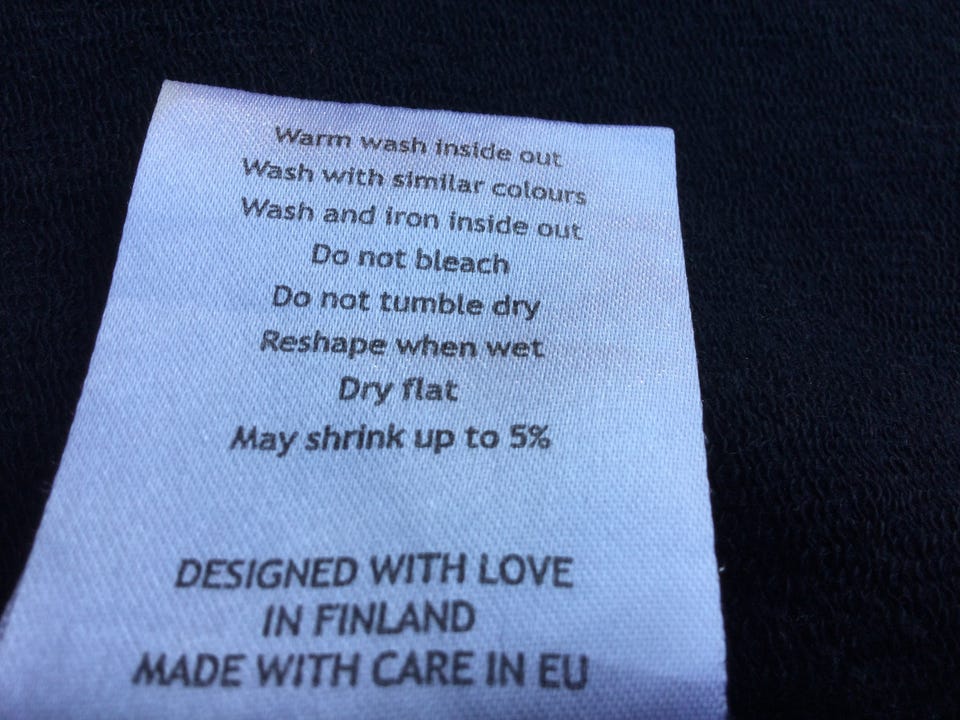 Warm wash inside out
Wash with similar colours
Wash and iron inside out
Do not bleach
Do not tumble dry
Reshape when wet
Dry flat
May shrink up to 5%
DESIGNED WITH LOVE
IN FINLAND
MADE WITH CARE IN EU